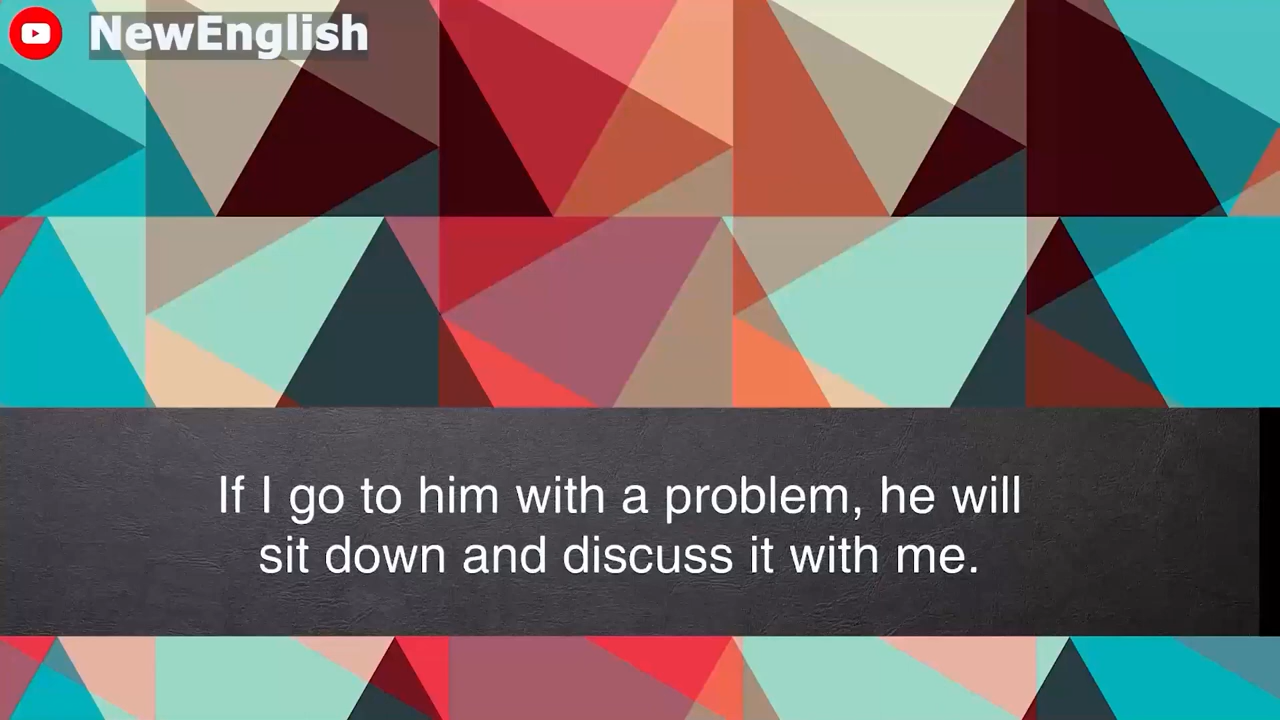 NewEnglish
If I go to him with a problem, he will
sit down and discuss it with me.